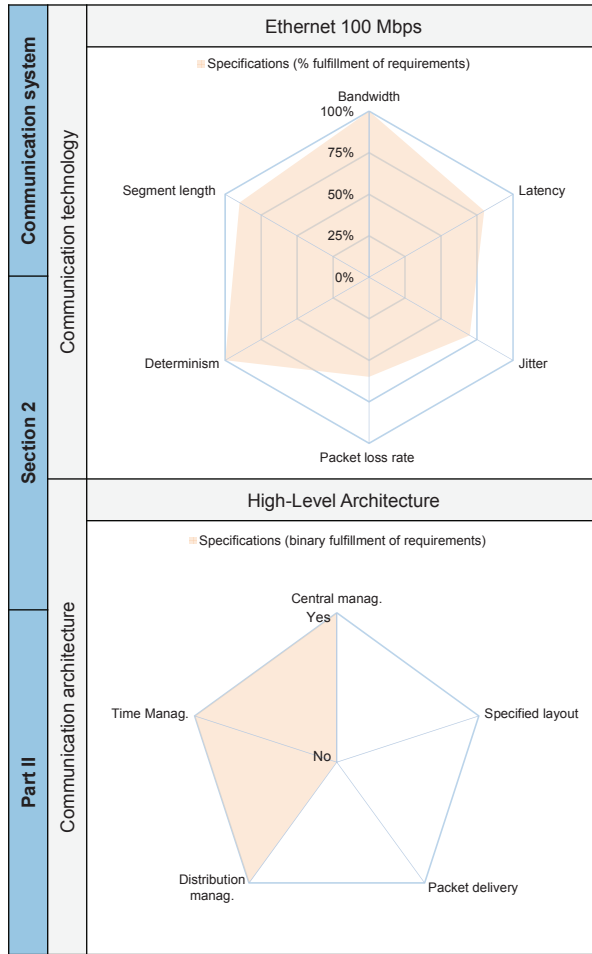 Communication system
Section 2
Part II
Communication technology
Ethernet 100 Mbps
Specifications (% fulfillment of requirements)
Bandwidth
100%
75%
50%
25%
0%
Segment length
Latency
Determinism
Jitter
Packet loss rate
Communication architecture
High-Level Architecture
Specifications (binary fulfillment of requirements)
Central manag.
Yes
Time Manag.
Specified layout
No
Distribution
manag.
Packet delivery